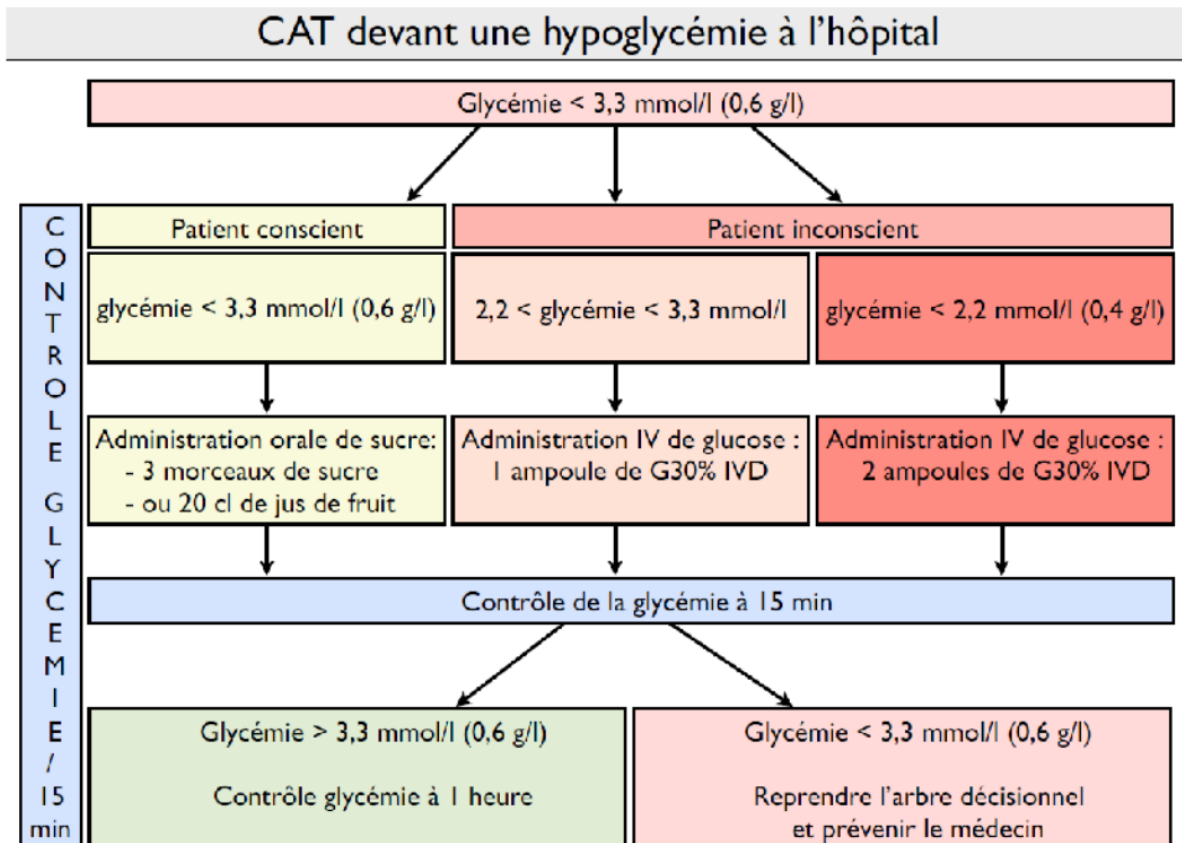 CAT devant une hypoglycémie à l'hôpital
Glycémie < 3,3 mmol/l (0,6 g/l)
CONTROLE GLYCEMIE / 15 min
Patient conscient
Patient inconscient
glycémie < 3,3 mmol/l (0,6 g/l)
2,2 < glycémie < 3,3 mmol/l
glycémie < 2,2 mmol/l (0,4 g/l)
Administration orale de sucre:
- 3 morceaux de sucre
- ou 20 cl de jus de fruit
Administration IV de glucose :
1 ampoule de G30% IVD
Administration IV de glucose :
2 ampoules de G30% IVD
Contrôle de la glycémie à 15 min
Glycémie > 3,3 mmol/l (0,6 g/l)
Contrôle glycémie à 1 heure
Glycémie < 3,3 mmol/l (0,6 g/l)
Reprendre l'arbre décisionnel
et prévenir le médecin